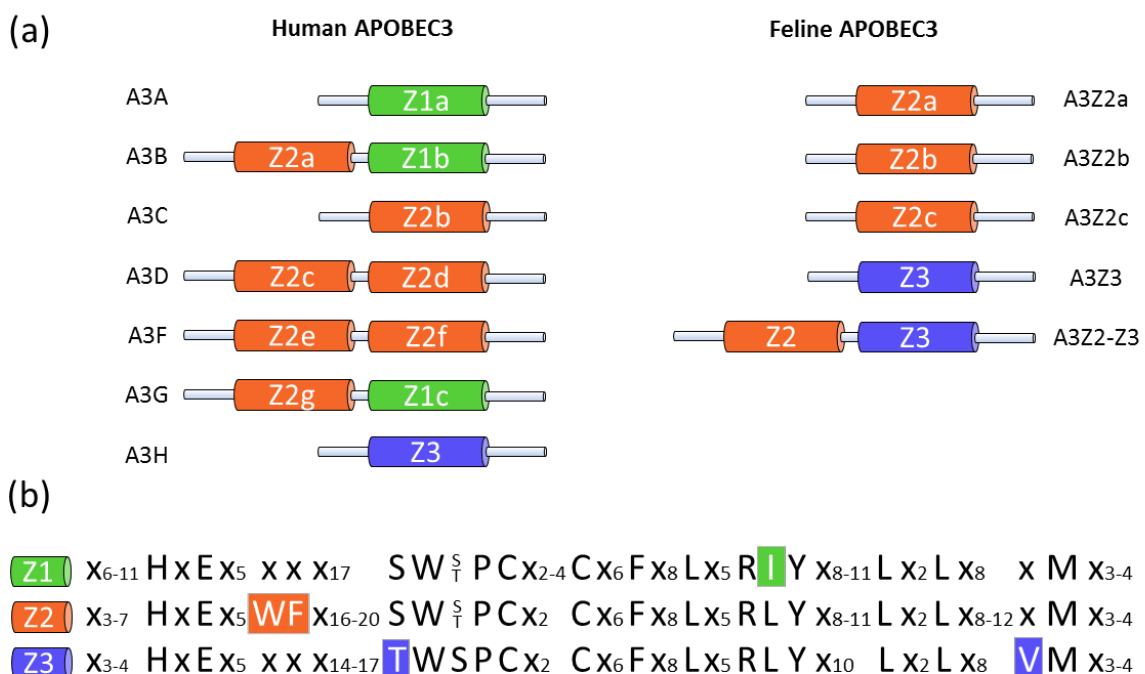 (a)
Human APOBEC3 Feline APOBEC3
A3A Z1a Z2a A3Z2a
A3B Z2a Z1b Z2b A3Z2b
A3C Z2b Z2c A3Z2c
A3D Z2c Z2d Z3 A3Z3
A3F Z2e Z2f Z2 Z3 A3Z2-Z3
A3G Z2g Z1c
A3H Z3
(b)
Z1 x6-11 H x E x5 x x x17 S W S/T P C x2-4 C x6 F x8 L x5 R I Y x8-11 L x2 L x8 x M x3-4
Z2 x3-7 H x E x5 WF x16-20 S W S/T P C x2 C x6 F x8 L x5 R L Y x8-11 L x2 L x8-12 x M x3-4
Z3 x3-4 H x E x5 x x x14-17 T W S P C x2 C x6 F x8 L x5 R L Y x10 L x2 L x8 V M x3-4